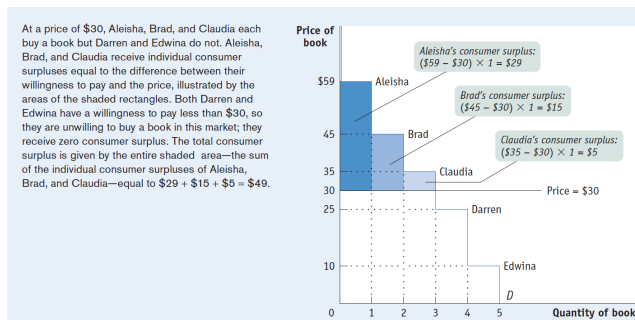 At a price of $30, Aleisha, Brad, and Claudia each
buy a book but Darren and Edwina do not. Aleisha,
Brad, and Claudia receive individual consumer
surpluses equal to the difference between their
willingness to pay and the price, illustrated by the
areas of the shaded rectangles. Both Darren and
Edwina have a willingness to pay less than $30, so
they are unwilling to buy a book in this market; they
receive zero consumer surplus. The total consumer
surplus is given by the entire shaded area—the sum
of the individual consumer surpluses of Aleisha,
Brad, and Claudia—equal to $29 + $15 + $5 = $49.
Price of
book
Aleisha's consumer surplus:
($59 – $30) × 1 = $29
$59
Aleisha
Brad's consumer surplus:
($45 – $30) × 1 = $15
45
Brad
Claudia's consumer surplus:
($35 – $30) × 1 = $5
35
Claudia
30
Price = $30
25
Darren
10
Edwina
D
0 1 2 3 4 5 Quantity of book